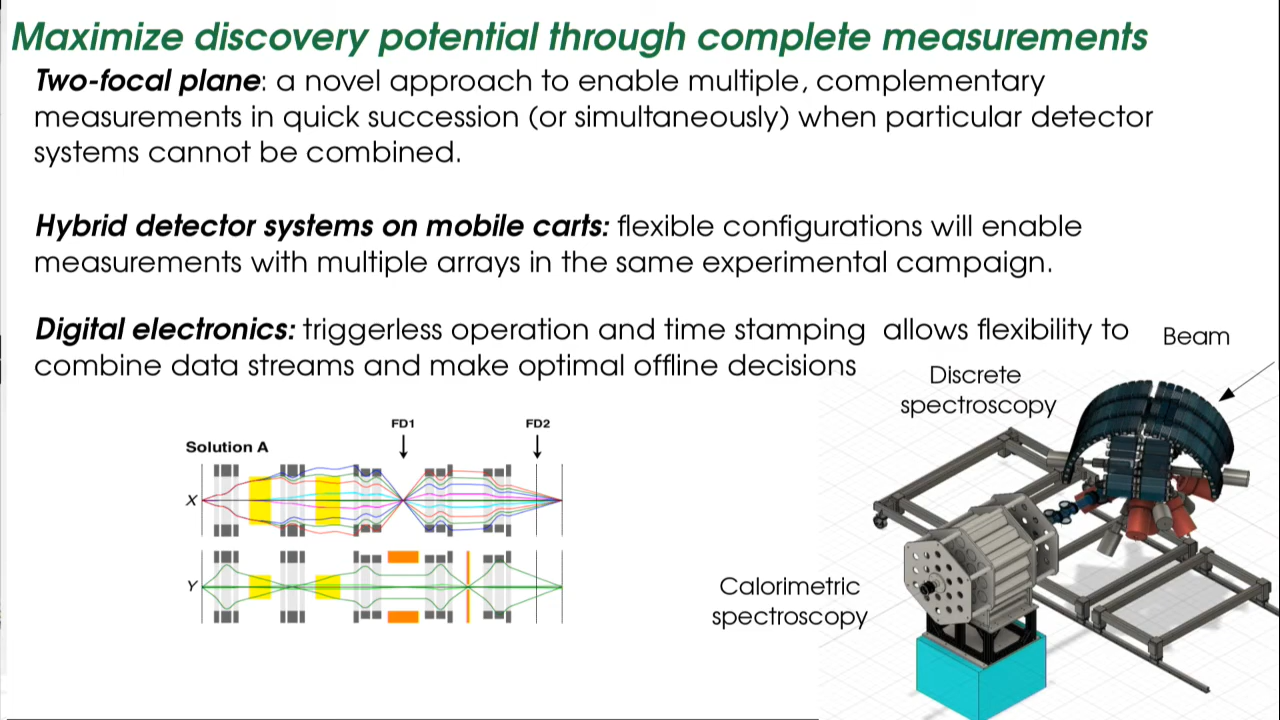 Maximize discovery potential through complete measurements
Two-focal plane: a novel approach to enable multiple, complementary
measurements in quick succession (or simultaneously) when particular detector
systems cannot be combined.
Hybrid detector systems on mobile carts: flexible configurations will enable
measurements with multiple arrays in the same experimental campaign.
Digital electronics: triggerless operation and time stamping  allows flexibility to
combine data streams and make optimal offline decisions
Beam
Discrete
spectroscopy
FD1
FD2
Solution A
X
Y
Calorimetric
spectroscopy